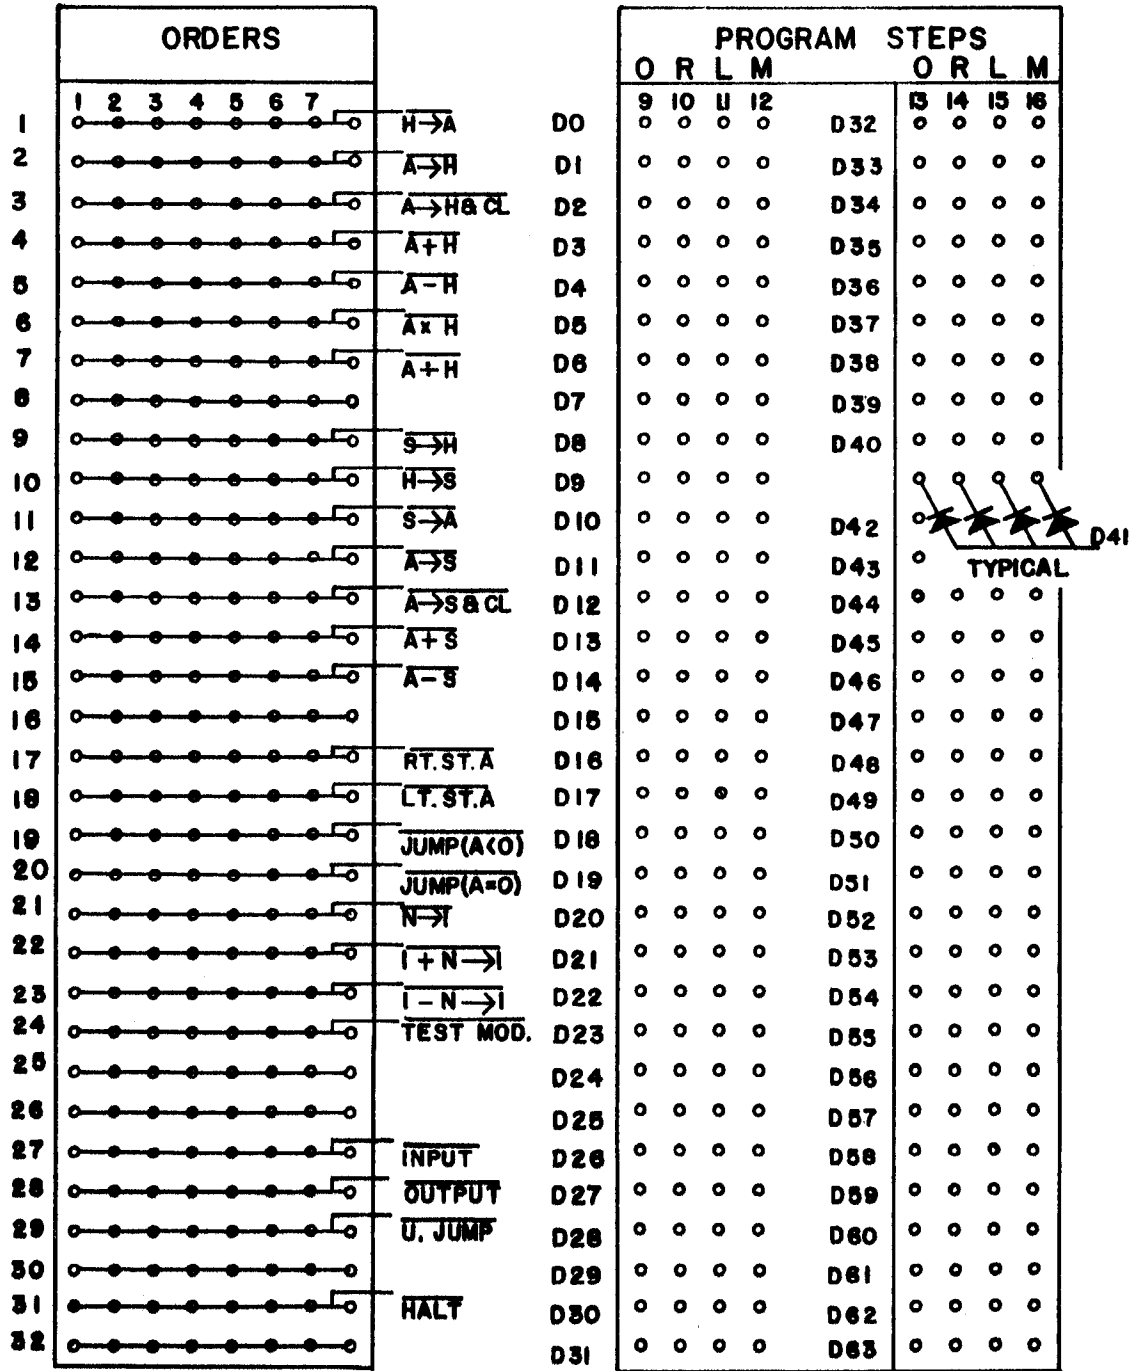 ORDERS PROGRAM STEPS
O R L M O R L M
1 2 3 4 5 6 7 9 10 11 12 13 14 15 16
1 H→A D0 D32
2 A→H D1 D33
3 A→H& CL D2 D34
4 A+H D3 D35
5 A-H D4 D36
6 A× H D5 D37
7 A+H D6 D38
8 D7 D39
9 S→H D8 D40
10 H→S D9
11 S→A D10 D42 D41
12 A→S D11 D43 TYPICAL
13 A→S& CL D12 D44
14 A+S D13 D45
15 A-S D14 D46
16 D15 D47
17 RT. ST. A D16 D48
18 LT. ST. A D17 D49
19 JUMP(A<0) D18 D50
20 JUMP(A=0) D19 D51
21 N→I D20 D52
22 I + N→I D21 D53
23 I - N→I D22 D54
24 TEST MOD. D23 D55
25 D24 D56
26 D25 D57
27 INPUT D26 D58
28 OUTPUT D27 D59
29 U. JUMP D28 D60
30 D29 D61
31 HALT D30 D62
32 D31 D63